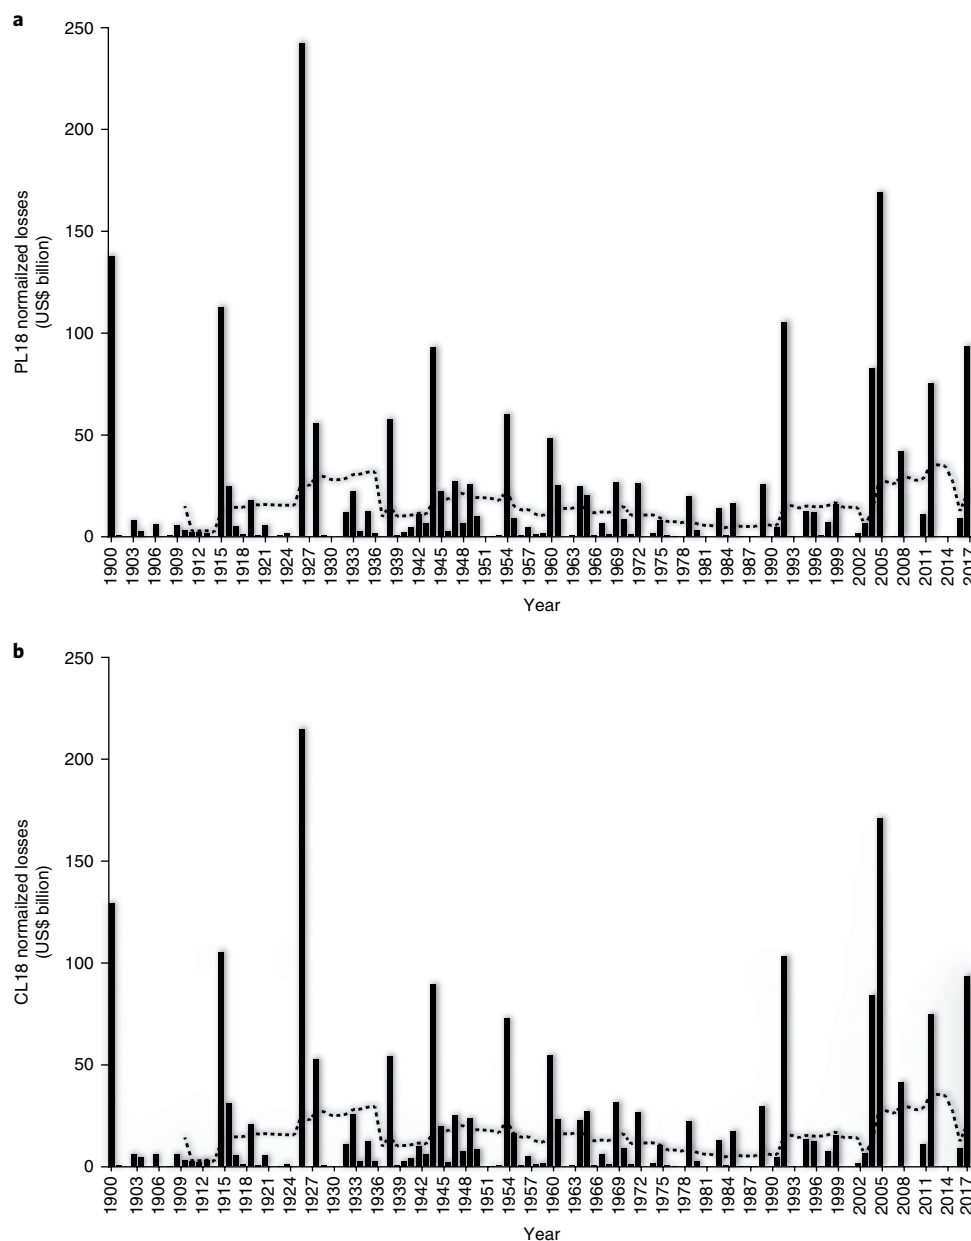 a
PL18 normailzed losses
(US$ billion)
250
200
150
100
50
0
1900 1903 1906 1909 1912 1915 1918 1921 1924 1927 1930 1933 1936 1939 1942 1945 1948 1951 1954 1957 1960 1963 1966 1969 1972 1975 1978 1981 1984 1987 1990 1993 1996 1999 2002 2005 2008 2011 2014 2017
Year
b
CL18 normailzed losses
(US$ billion)
250
200
150
100
50
0
1900 1903 1906 1909 1912 1915 1918 1921 1924 1927 1930 1933 1936 1939 1942 1945 1948 1951 1954 1957 1960 1963 1966 1969 1972 1975 1978 1981 1984 1987 1990 1993 1996 1999 2002 2005 2008 2011 2014 2017
Year